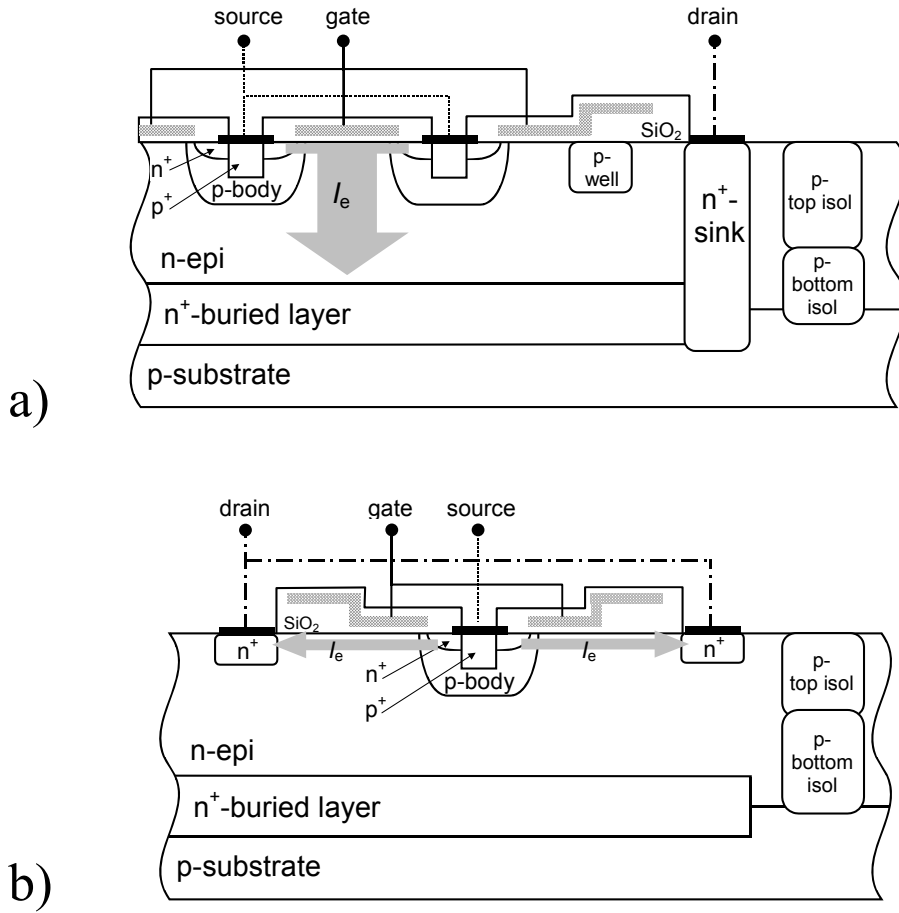 source gate drain
SiO₂
n⁺
p⁺
p-body
Iₑ
p-
well
n⁺-
sink
p-
top isol
p-
bottom
isol
n-epi
n⁺-buried layer
p-substrate
a)
drain gate source
SiO₂
n⁺
Iₑ
n⁺
p⁺
p-body
Iₑ
n⁺
p-
top isol
p-
bottom
isol
n-epi
n⁺-buried layer
p-substrate
b)